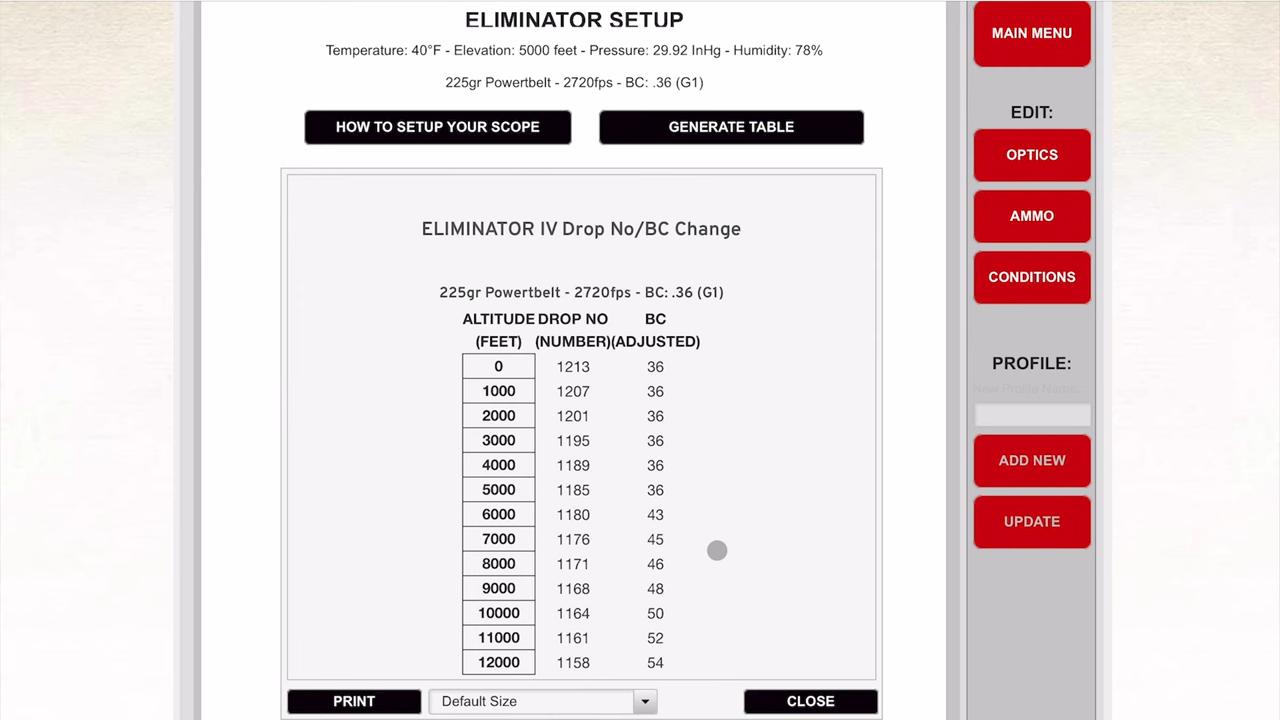 ELIMINATOR SETUP
Temperature: 40°F - Elevation: 5000 feet - Pressure: 29.92 InHg - Humidity: 78%
225gr Powertbelt - 2720fps - BC: .36 (G1)
HOW TO SETUP YOUR SCOPE GENERATE TABLE
ELIMINATOR IV Drop No/BC Change
225gr Powertbelt - 2720fps - BC: .36 (G1)
ALTITUDE DROP NO BC
(FEET) (NUMBER) (ADJUSTED)
0 1213 36
1000 1207 36
2000 1201 36
3000 1195 36
4000 1189 36
5000 1185 36
6000 1180 43
7000 1176 45
8000 1171 46
9000 1168 48
10000 1164 50
11000 1161 52
12000 1158 54
PRINT Default Size CLOSE
MAIN MENU
EDIT:
OPTICS
AMMO
CONDITIONS
PROFILE:
New Profile Name...
ADD NEW
UPDATE